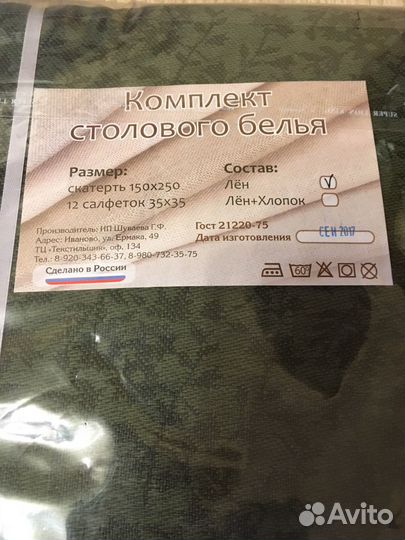 Комплект
столового белья
Размер:
скатерть 150х250
12 салфеток 35х35
Состав:
Лён
Лён+Хлопок
Производитель: ИП Шуваева Г.Ф.
Адрес: Иваново, ул. Ермака, 49
ТЦ «Текстильщик», оф. 134
Тел.: 8-920-343-66-37, 8-980-732-35-75
Сделано в России
Гост 21220-75
Дата изготовления СЕН 2017
60°
Avito